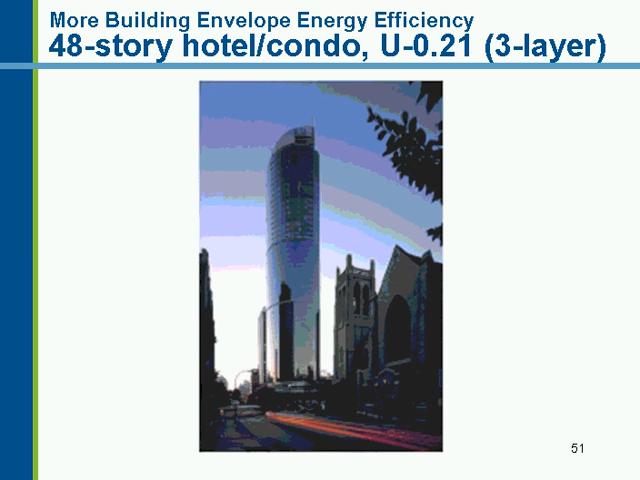 More Building Envelope Energy Efficiency
48-story hotel/condo, U-0.21 (3-layer)
51